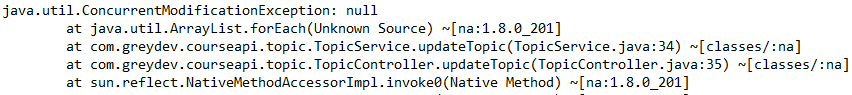 java.util.ConcurrentModificationException: null
at java.util.ArrayList.forEach(Unknown Source) ~[na:1.8.0_201]
at com.greydev.courseapi.topic.TopicService.updateTopic(TopicService.java:34) ~[classes/:na]
at com.greydev.courseapi.topic.TopicController.updateTopic(TopicController.java:35) ~[classes/:na]
at sun.reflect.NativeMethodAccessorImpl.invoke0(Native Method) ~[na:1.8.0_201]